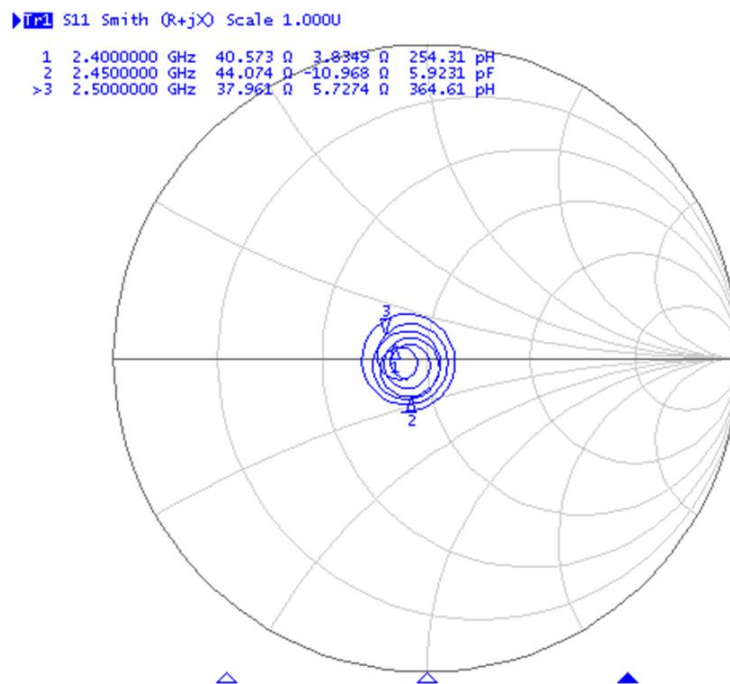 Tr1 S11 Smith (R+jX) Scale 1.000U
1 2.4000000 GHz 40.573 Ω 3.8349 Ω 254.31 pH
2 2.4500000 GHz 44.074 Ω -10.968 Ω 5.9231 pF
>3 2.5000000 GHz 37.961 Ω 5.7274 Ω 364.61 pH
3
1
2